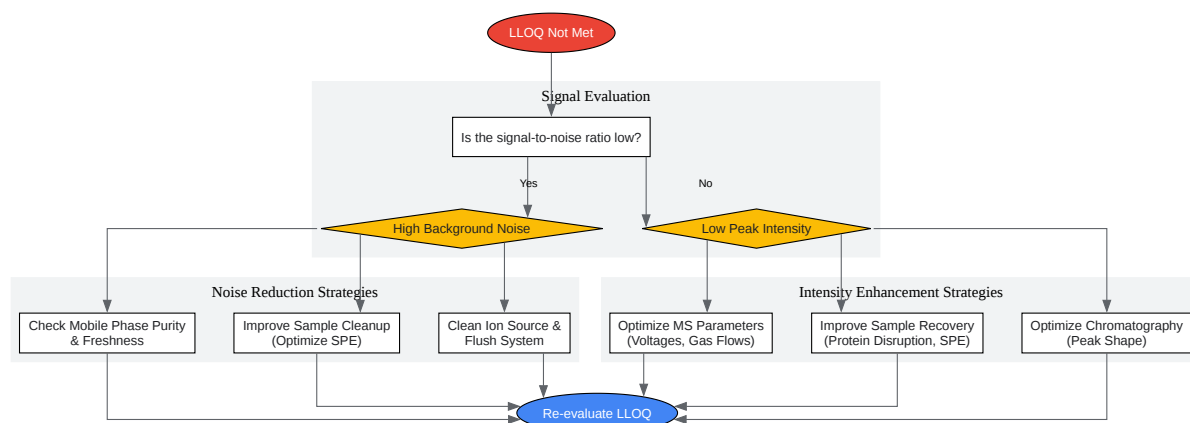 LLOQ Not Met
Signal Evaluation
Is the signal-to-noise ratio low?
Yes
No
High Background Noise
Low Peak Intensity
Noise Reduction Strategies
Intensity Enhancement Strategies
Check Mobile Phase Purity
& Freshness
Improve Sample Cleanup
(Optimize SPE)
Clean Ion Source &
Flush System
Optimize MS Parameters
(Voltages, Gas Flows)
Improve Sample Recovery
(Protein Disruption, SPE)
Optimize Chromatography
(Peak Shape)
Re-evaluate LLOQ